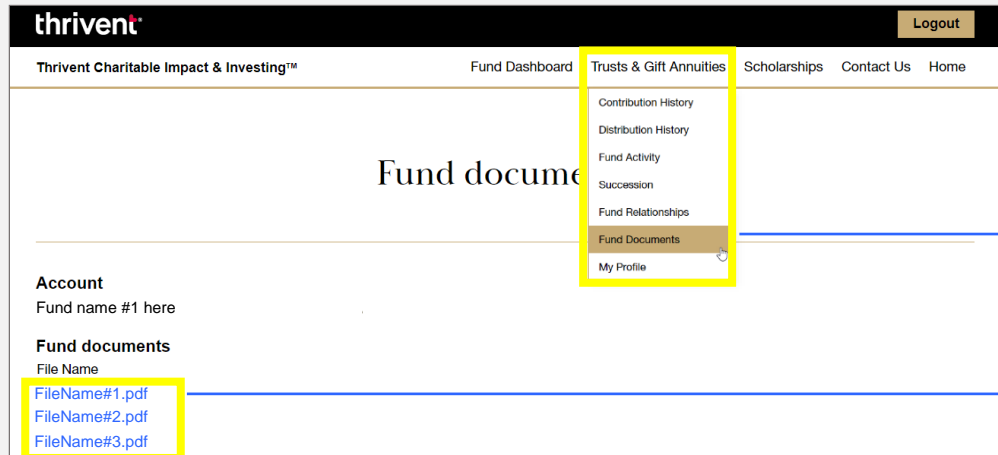 thrivent
Logout
Thrivent Charitable Impact & Investing™
Fund Dashboard Trusts & Gift Annuities Scholarships Contact Us Home
Contribution History
Distribution History
Fund Activity
Succession
Fund Relationships
Fund Documents
My Profile
Fund docume
Account
Fund name #1 here
Fund documents
File Name
FileName#1.pdf
FileName#2.pdf
FileName#3.pdf